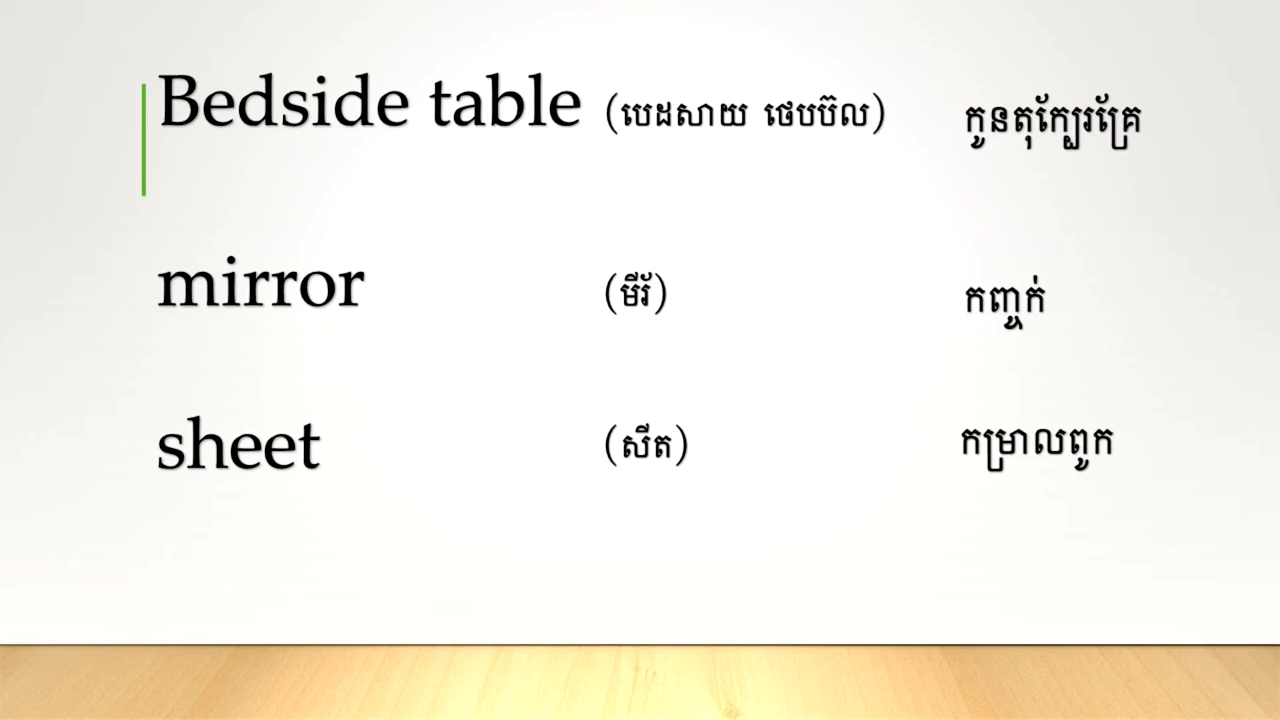 Bedside table (បេដសាយ ថេបប៊ល) កូនតុក្បែរគ្រែ
mirror (មីរ័) កញ្ចក់
sheet (សីត) កម្រាលពូក